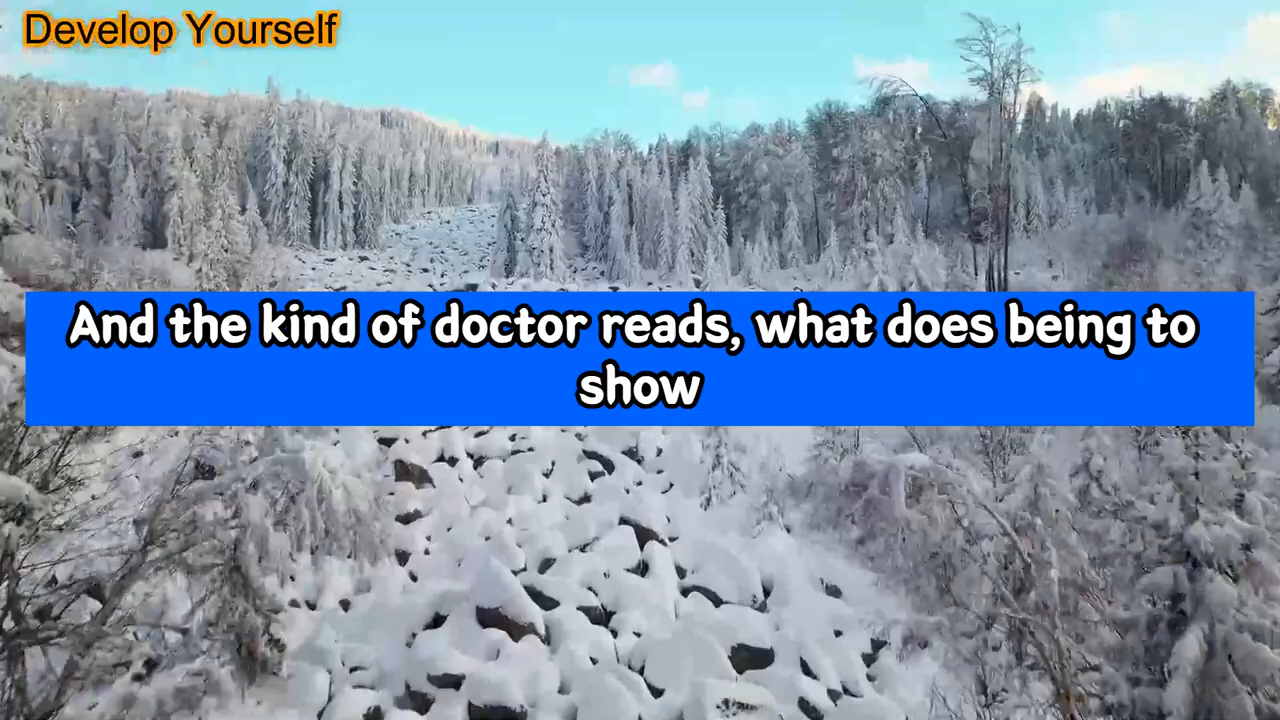 Develop Yourself
And the kind of doctor reads, what does being to
show